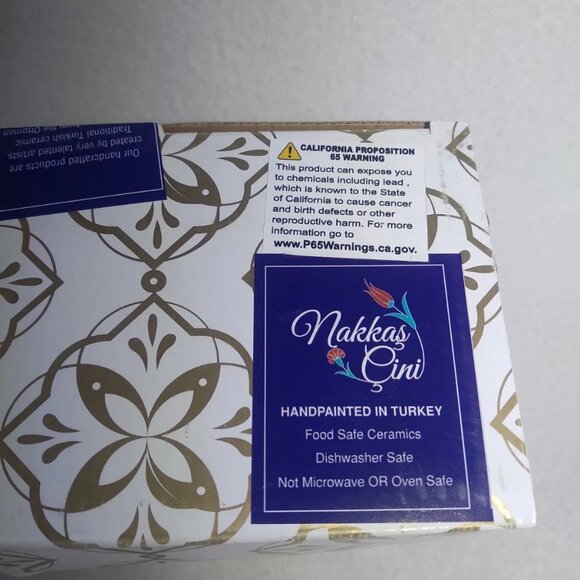 Our handcrafted products are
created by very talented artists
Traditional Turkish ceramic
from the Ottoman
CALIFORNIA PROPOSITION
65 WARNING
This product can expose you
to chemicals including lead ,
which is known to the State
of California to cause cancer
and birth defects or other
reproductive harm. For more
information go to
www.P65Warnings.ca.gov.
Nakkaş
Çini
HANDPAINTED IN TURKEY
Food Safe Ceramics
Dishwasher Safe
Not Microwave OR Oven Safe